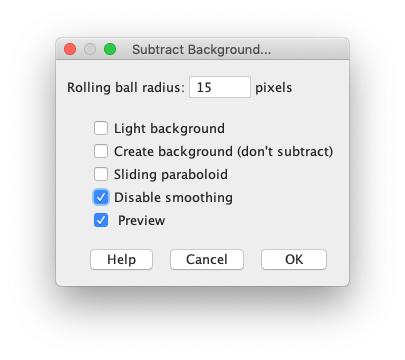 Subtract Background...
Rolling ball radius: 15 pixels
Light background
Create background (don't subtract)
Sliding paraboloid
Disable smoothing
Preview
Help Cancel OK